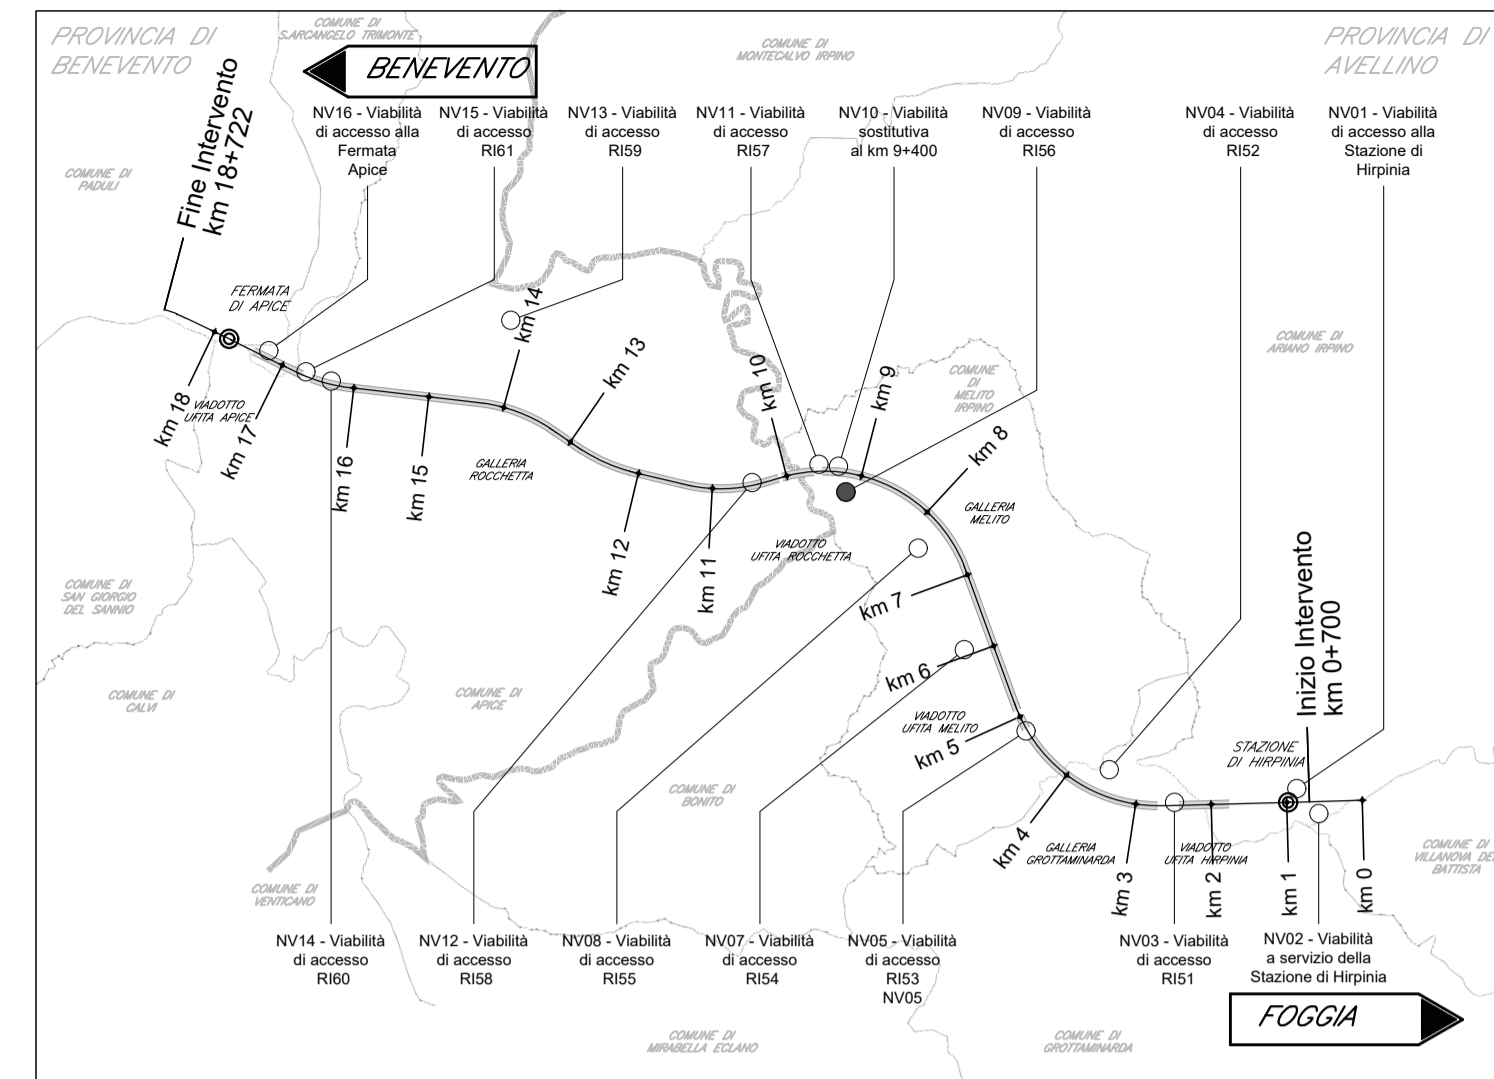 PROVINCIA DI
BENEVENTO
COMUNE DI
S.ARCANGELO TRIMONTE
BENEVENTO
COMUNE DI
MONTECALVO IRPINO
PROVINCIA DI
AVELLINO
Fine Intervento
km 18+722
NV16 - Viabilità
di accesso alla
Fermata
Apice
NV15 - Viabilità
di accesso
RI61
NV13 - Viabilità
di accesso
RI59
NV11 - Viabilità
di accesso
RI57
NV10 - Viabilità
sostitutiva
al km 9+400
NV09 - Viabilità
di accesso
RI56
NV04 - Viabilità
di accesso
RI52
NV01 - Viabilità
di accesso alla
Stazione di
Hirpinia
COMUNE DI
PADULI
FERMATA
DI APICE
km 18
VIADOTTO
UFITA APICE
km 17
km 16
km 15
km 14
km 13
GALLERIA
ROCCHETTA
km 12
km 11
km 10
km 9
COMUNE
DI
MELITO
IRPINO
COMUNE DI
ARIANO IRPINO
km 8
GALLERIA
MELITO
VIADOTTO
UFITA ROCCHETTA
km 7
km 6
COMUNE DI
SAN GIORGIO
DEL SANNIO
COMUNE DI
CALVI
COMUNE DI
APICE
VIADOTTO
UFITA MELITO
km 5
Inizio Intervento
km 0+700
STAZIONE
DI HIRPINIA
COMUNE DI
BONITO
km 4
GALLERIA
GROTTAMINARDA
km 3
VIADOTTO
UFITA HIRPINIA
km 2
km 1
km 0
COMUNE DI
VILLANOVA DEL
BATTISTA
COMUNE DI
VENTICANO
NV14 - Viabilità
di accesso
RI60
NV12 - Viabilità
di accesso
RI58
NV08 - Viabilità
di accesso
RI55
NV07 - Viabilità
di accesso
RI54
NV05 - Viabilità
di accesso
RI53
NV05
NV03 - Viabilità
di accesso
RI51
NV02 - Viabilità
a servizio della
Stazione di Hirpinia
FOGGIA
COMUNE DI
MIRABELLA ECLANO
COMUNE DI
GROTTAMINARDA